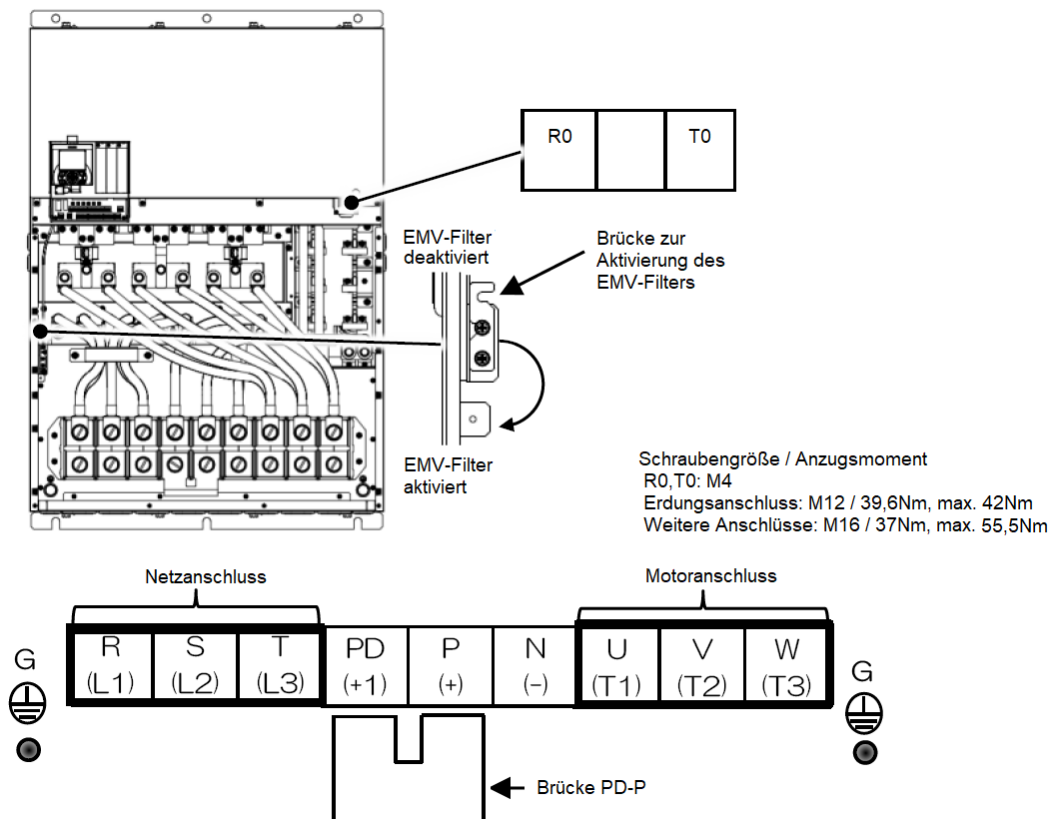 R0
T0
EMV-Filter
deaktiviert
Brücke zur
Aktivierung des
EMV-Filters
EMV-Filter
aktiviert
Schraubengröße / Anzugsmoment
R0,T0: M4
Erdungsanschluss: M12 / 39,6Nm, max. 42Nm
Weitere Anschlüsse: M16 / 37Nm, max. 55,5Nm
Netzanschluss
Motoranschluss
G
R
(L1)
S
(L2)
T
(L3)
PD
(+1)
P
(+)
N
(-)
U
(T1)
V
(T2)
W
(T3)
G
Brücke PD-P